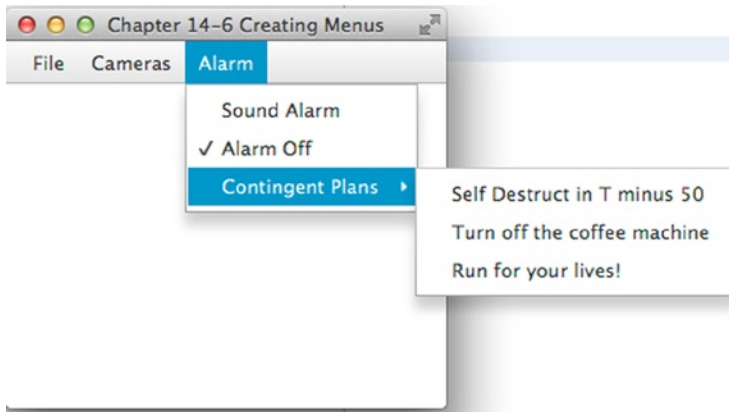 Chapter 14-6 Creating Menus
File Cameras Alarm
Sound Alarm
✓ Alarm Off
Contingent Plans
Self Destruct in T minus 50
Turn off the coffee machine
Run for your lives!